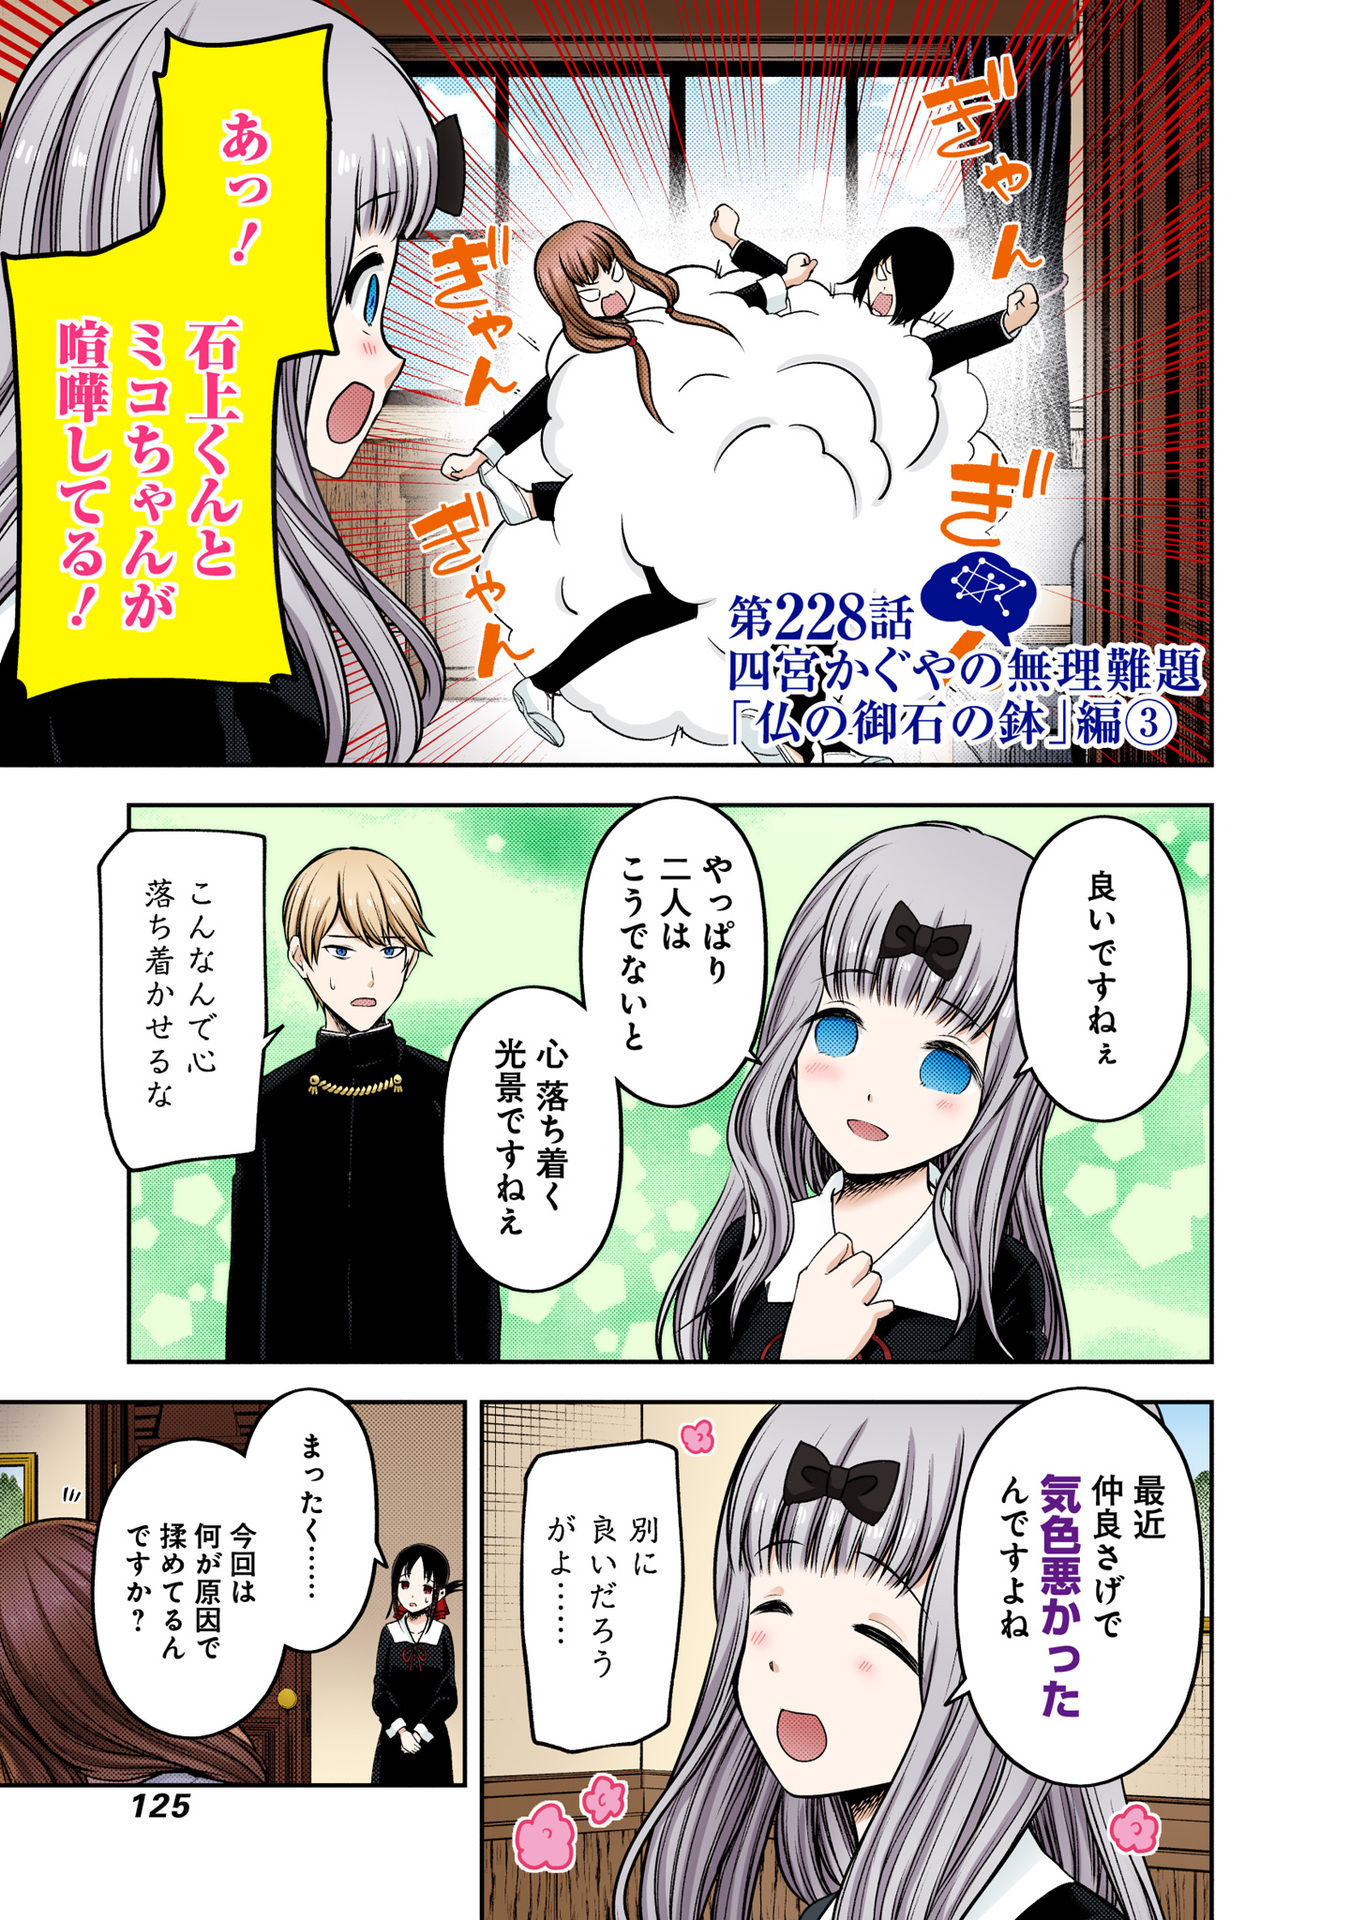 あっ！
石上くんと
ミコちゃんが
喧嘩してる！
ぎゃん
ぎゃん
ぎゃん
ぎ
第228話
四宮かぐやの無理難題
「仏の御石の鉢」編③
良いですねぇ
やっぱり
二人は
こうでないと
心落ち着く
光景ですねぇ
こんなんで心
落ち着かせるな
最近
仲良さげで
気色悪かった
んですよね
別に
良いだろう
がよ……
まったく……
今回は
何が原因で
揉めてるん
ですか？
125